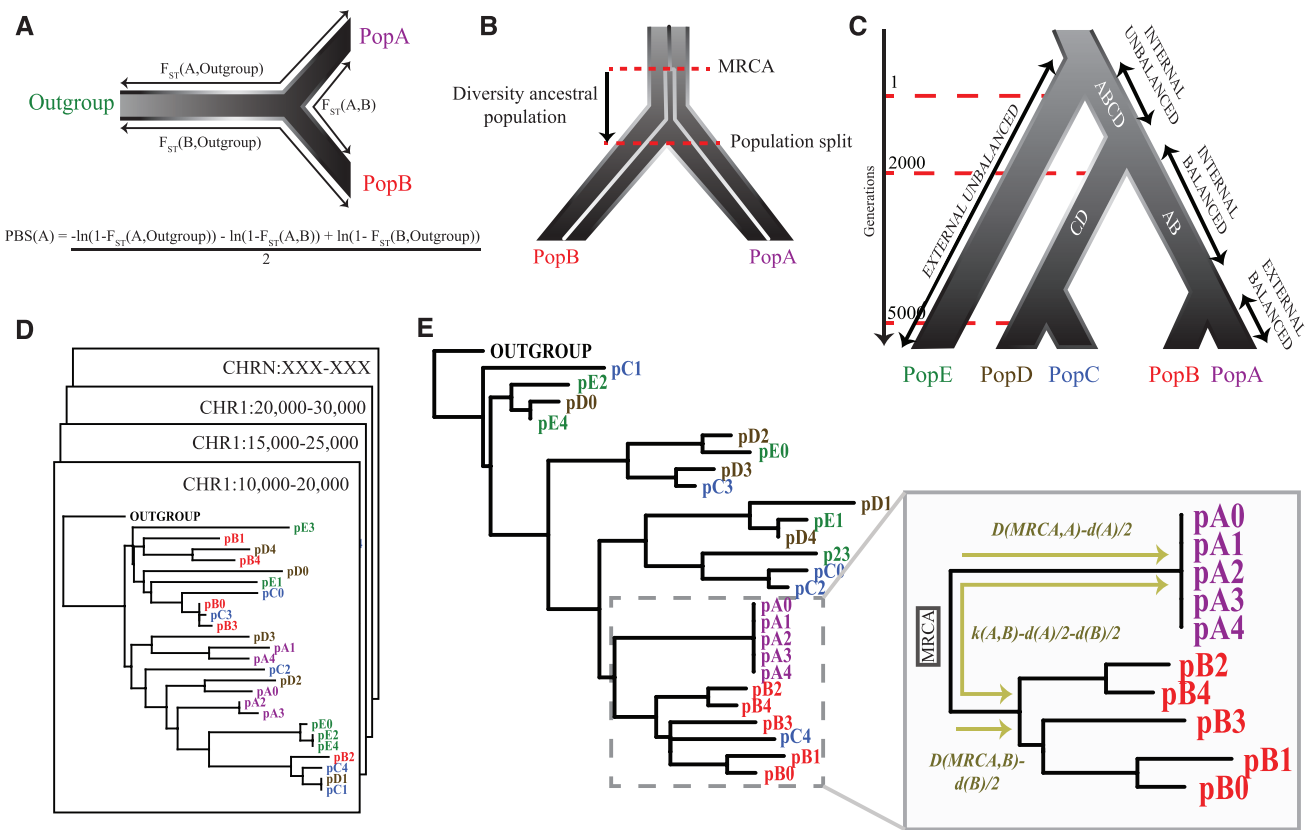 A
PopA
F_ST(A,Outgroup)
Outgroup
F_ST(A,B)
F_ST(B,Outgroup)
PopB
PBS(A) = -ln(1-F_ST(A,Outgroup)) - ln(1-F_ST(A,B)) + ln(1- F_ST(B,Outgroup))
2
B
MRCA
Diversity ancestral
population
Population split
PopB
PopA
C
Generations
1
2000
5000
EXTERNAL UNBALANCED
ABCD
CD
AB
INTERNAL
UNBALANCED
INTERNAL
BALANCED
EXTERNAL
BALANCED
PopE
PopD
PopC
PopB
PopA
D
CHRN:XXX-XXX
CHR1:20,000-30,000
CHR1:15,000-25,000
CHR1:10,000-20,000
OUTGROUP
pE3
pB1
pD4
pB4
pD0
pE1
pC0
pB0
pC3
pB3
pD3
pA1
pA4
pC2
pD2
pA0
pA2
pA3
pE0
pE2
pE4
pB2
pC4
pD1
pC1
E
OUTGROUP
pC1
pE2
pD0
pE4
pD2
pE0
pD3
pC3
pD1
pE1
pD4
p23
pC0
pC2
pA0
pA1
pA2
pA3
pA4
pB2
pB4
pB3
pC4
pB1
pB0
MRCA
D(MRCA,A)-d(A)/2
k(A,B)-d(A)/2-d(B)/2
D(MRCA,B)-
d(B)/2
pA0
pA1
pA2
pA3
pA4
pB2
pB4
pB3
pB1
pB0